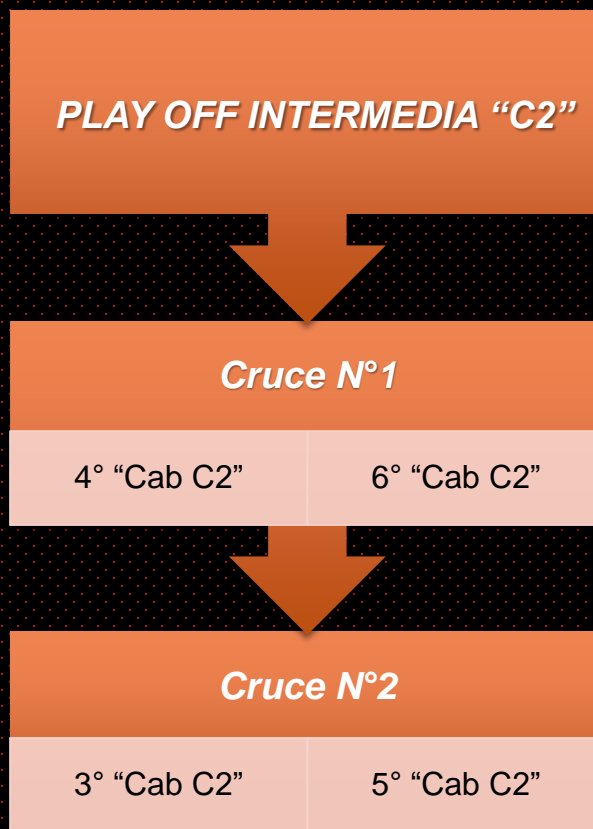 PLAY OFF INTERMEDIA “C2”
Cruce N°1
4° “Cab C2” 6° “Cab C2”
Cruce N°2
3° “Cab C2” 5° “Cab C2”